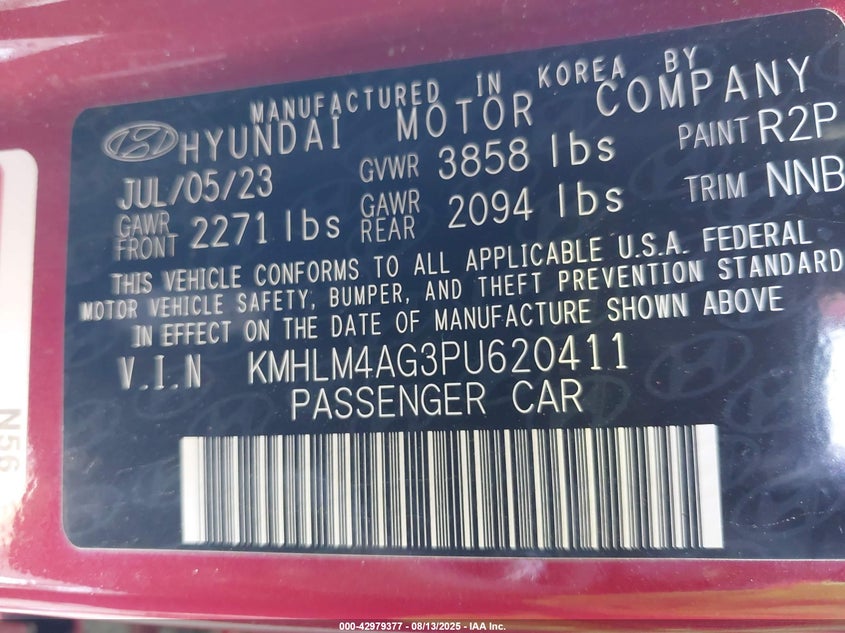 MANUFACTURED IN KOREA BY
HYUNDAI MOTOR COMPANY
JUL/05/23 GVWR 3858 lbs PAINT R2P
GAWR FRONT 2271 lbs GAWR REAR 2094 lbs TRIM NNB
THIS VEHICLE CONFORMS TO ALL APPLICABLE U.S.A. FEDERAL
MOTOR VEHICLE SAFETY, BUMPER, AND THEFT PREVENTION STANDARD
IN EFFECT ON THE DATE OF MANUFACTURE SHOWN ABOVE
V.I.N KMHLM4AG3PU620411
PASSENGER CAR
N56
000-42979377 - 08/13/2025 - IAA Inc.